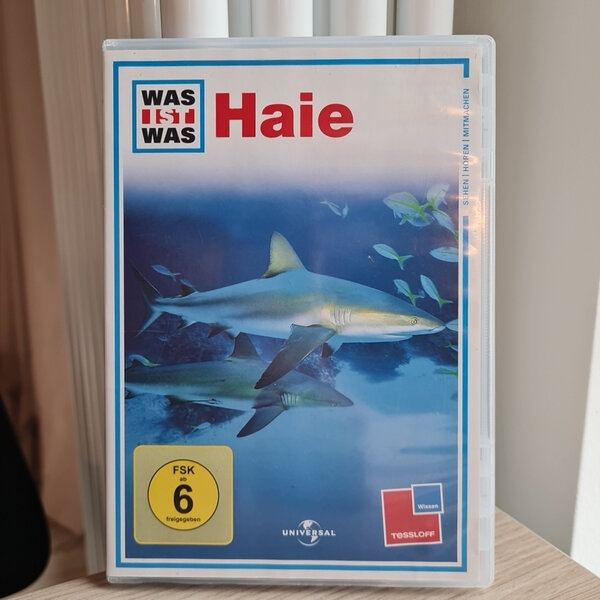 WAS
IST
WAS
Haie
SEHEN | HÖREN | MITMACHEN
FSK
ab
6
freigegeben
UNIVERSAL
Wissen
TESSLOFF